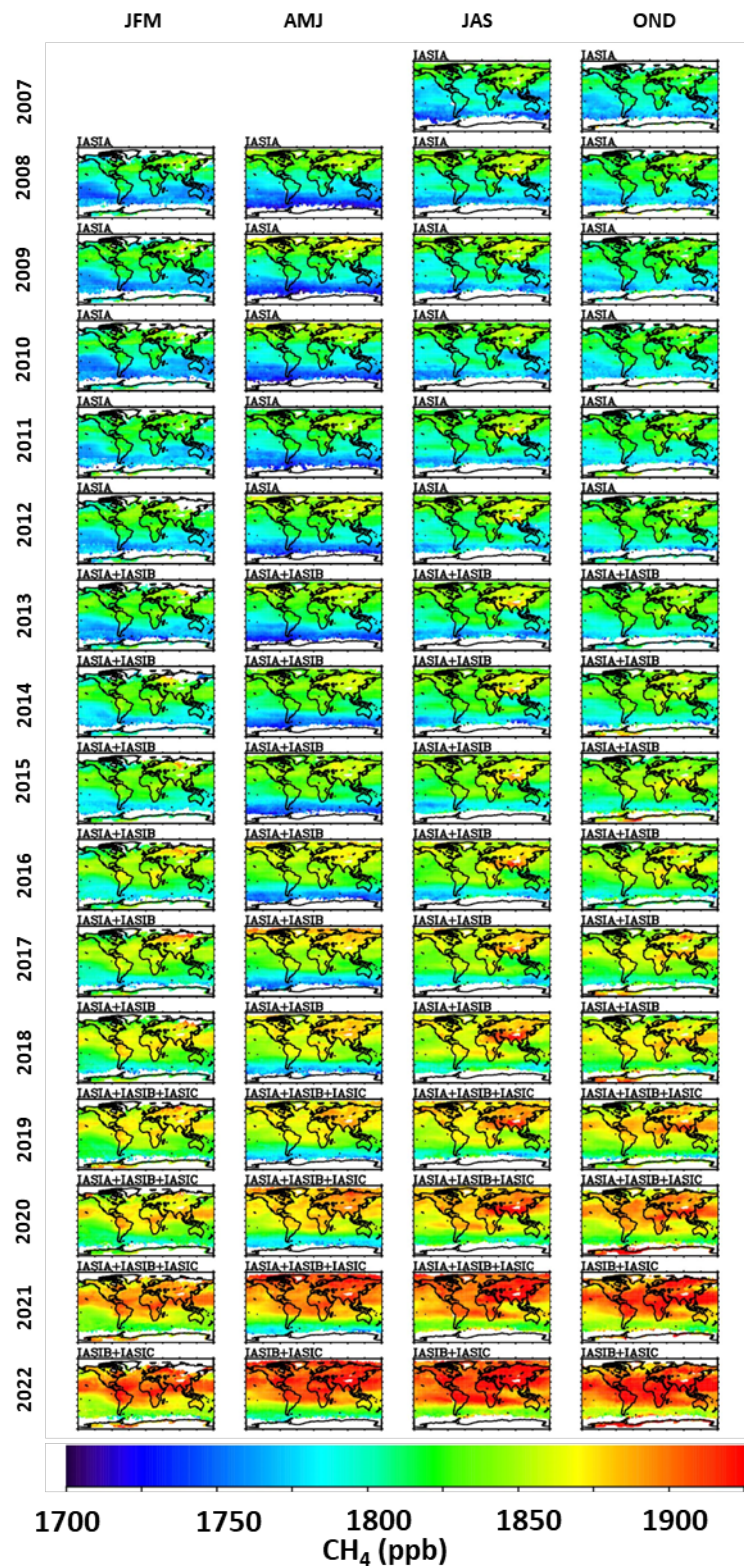 JFM AMJ JAS OND
2007 IASIA IASIA
2008 IASIA IASIA IASIA IASIA
2009 IASIA IASIA IASIA IASIA
2010 IASIA IASIA IASIA IASIA
2011 IASIA IASIA IASIA IASIA
2012 IASIA IASIA IASIA IASIA
2013 IASIA+IASIB IASIA+IASIB IASIA+IASIB IASIA+IASIB
2014 IASIA+IASIB IASIA+IASIB IASIA+IASIB IASIA+IASIB
2015 IASIA+IASIB IASIA+IASIB IASIA+IASIB IASIA+IASIB
2016 IASIA+IASIB IASIA+IASIB IASIA+IASIB IASIA+IASIB
2017 IASIA+IASIB IASIA+IASIB IASIA+IASIB IASIA+IASIB
2018 IASIA+IASIB IASIA+IASIB IASIA+IASIB IASIA+IASIB
2019 IASIA+IASIB+IASIC IASIA+IASIB+IASIC IASIA+IASIB+IASIC IASIA+IASIB+IASIC
2020 IASIA+IASIB+IASIC IASIA+IASIB+IASIC IASIA+IASIB+IASIC IASIA+IASIB+IASIC
2021 IASIA+IASIB+IASIC IASIA+IASIB+IASIC IASIA+IASIB+IASIC IASIB+IASIC
2022 IASIB+IASIC IASIB+IASIC IASIB+IASIC IASIB+IASIC
1700 1750 1800 1850 1900
CH₄ (ppb)